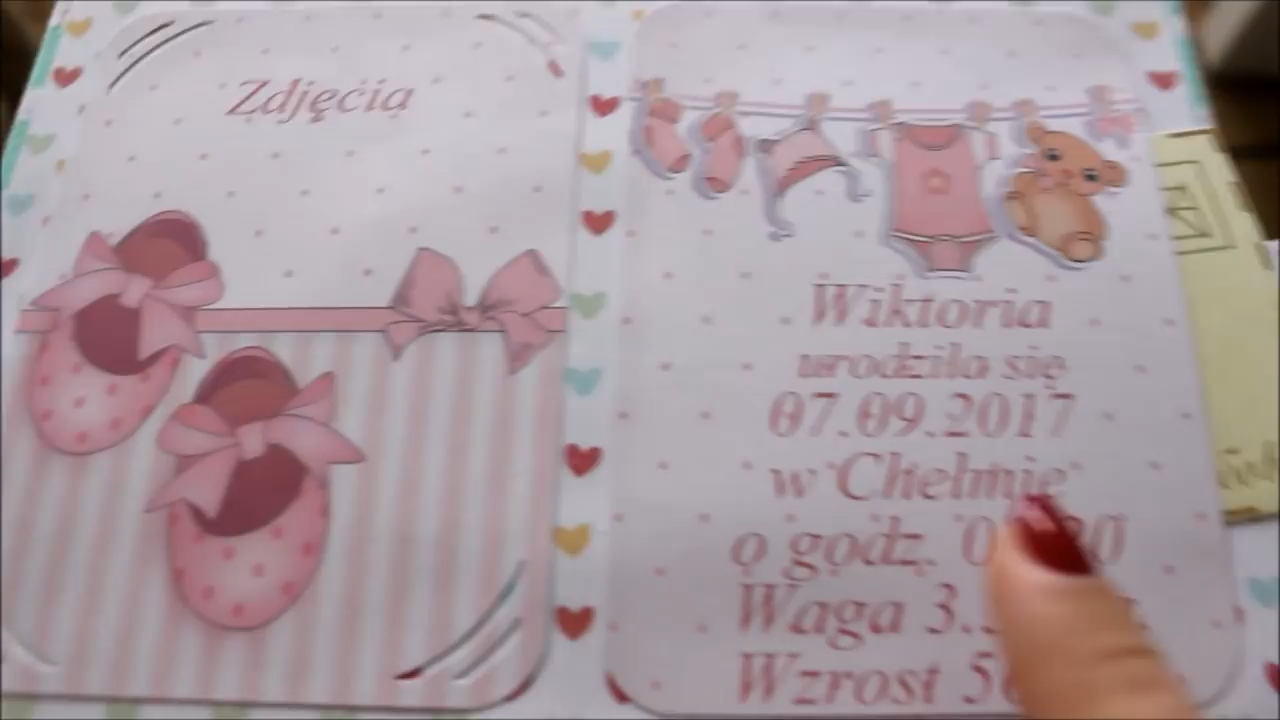 Zdjęcia
Wiktoria
urodziła się
07.09.2017
w Chełmie
o godz.
Waga
Wzrost